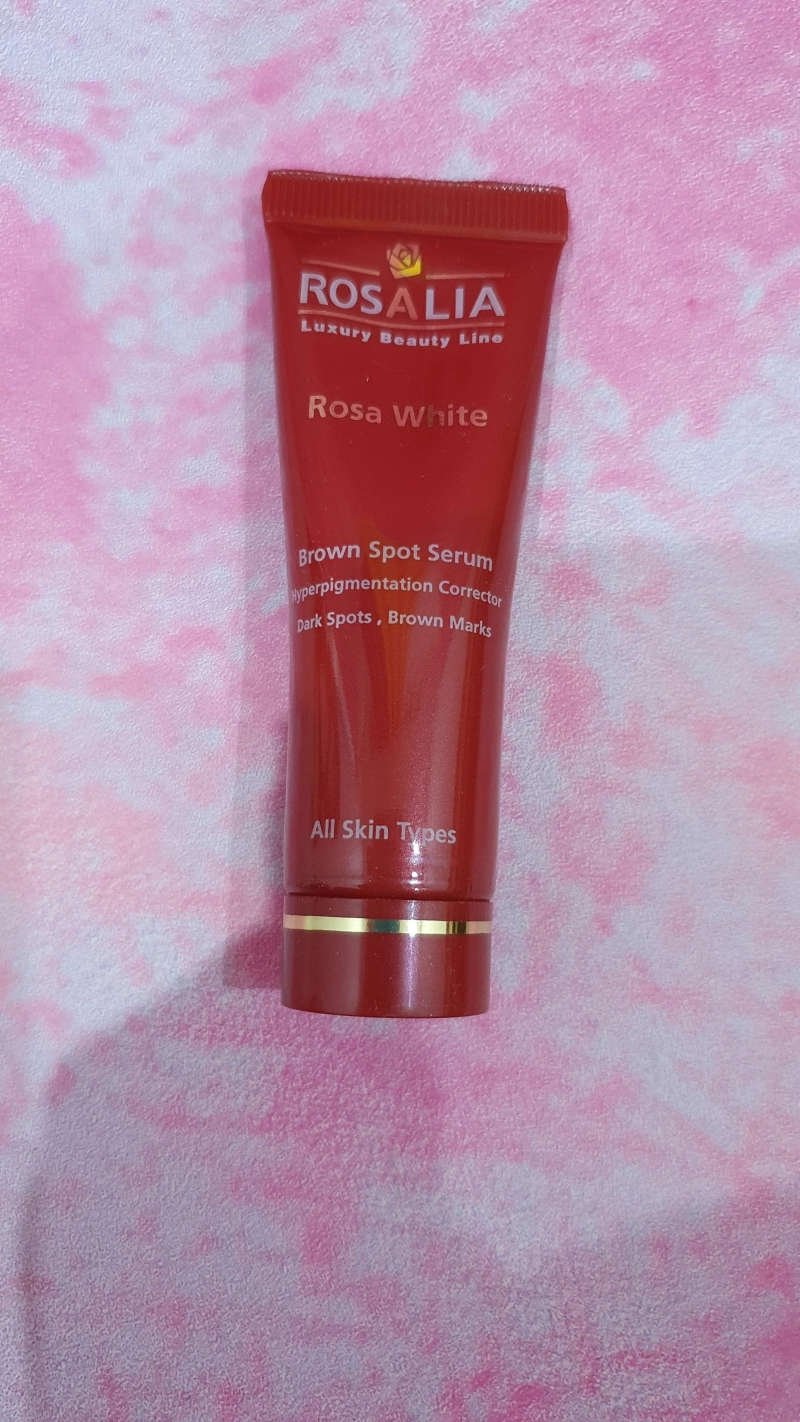 ROSALIA
Luxury Beauty Line
Rosa White
Brown Spot Serum
Hyperpigmentation Corrector
Dark Spots , Brown Marks
All Skin Types